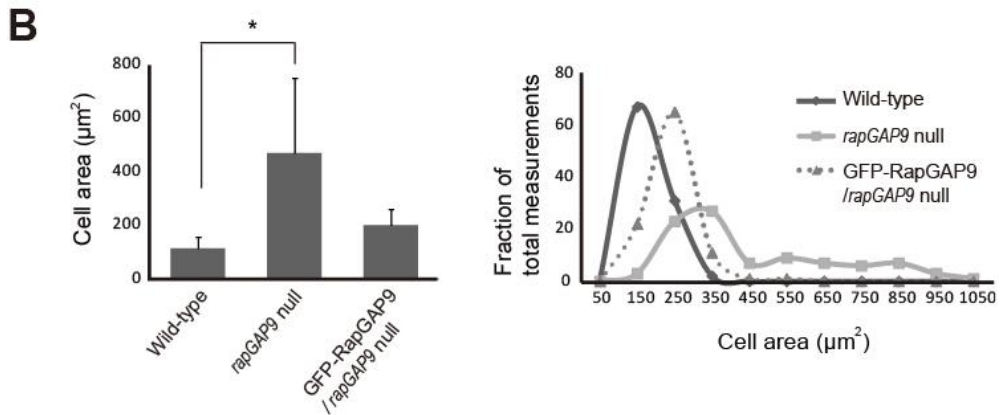 B
*
800
600
400
200
0
Cell area (µm²)
Wild-type
rapGAP9 null
GFP-RapGAP9
/rapGAP9 null
80
60
40
20
0
Fraction of
total measurements
50 150 250 350 450 550 650 750 850 950 1050
Cell area (µm²)
Wild-type
rapGAP9 null
GFP-RapGAP9
/rapGAP9 null